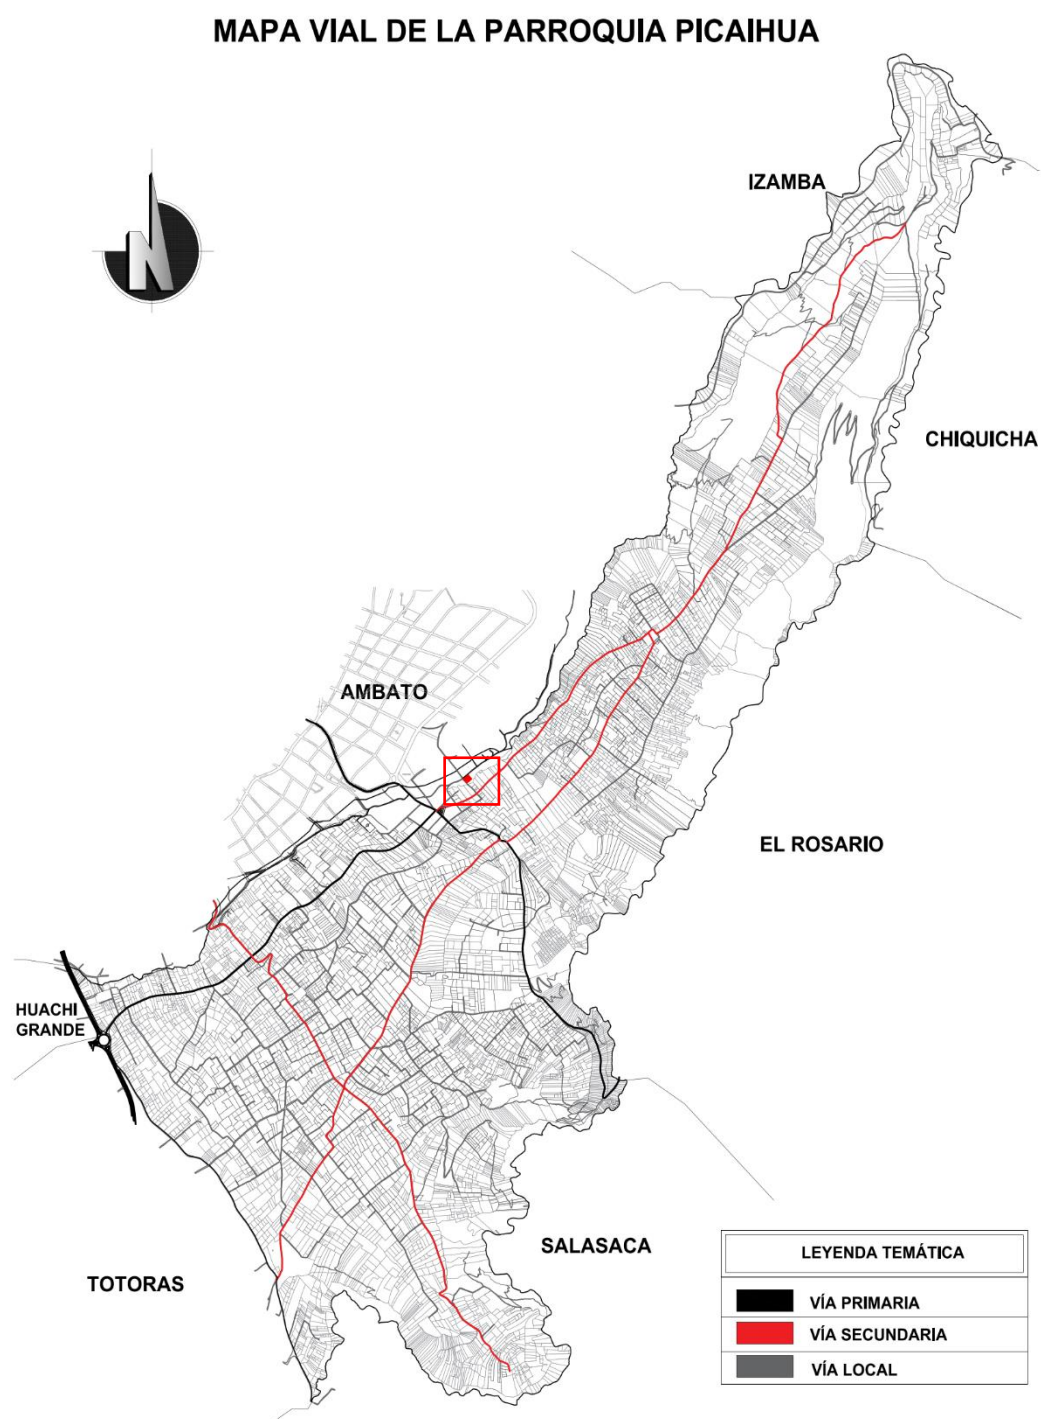 MAPA VIAL DE LA PARROQUIA PICAIHUA
IZAMBA
N
CHIQUICHA
AMBATO
EL ROSARIO
HUACHI
GRANDE
SALASACA
TOTORAS
LEYENDA TEMÁTICA
VÍA PRIMARIA
VÍA SECUNDARIA
VÍA LOCAL